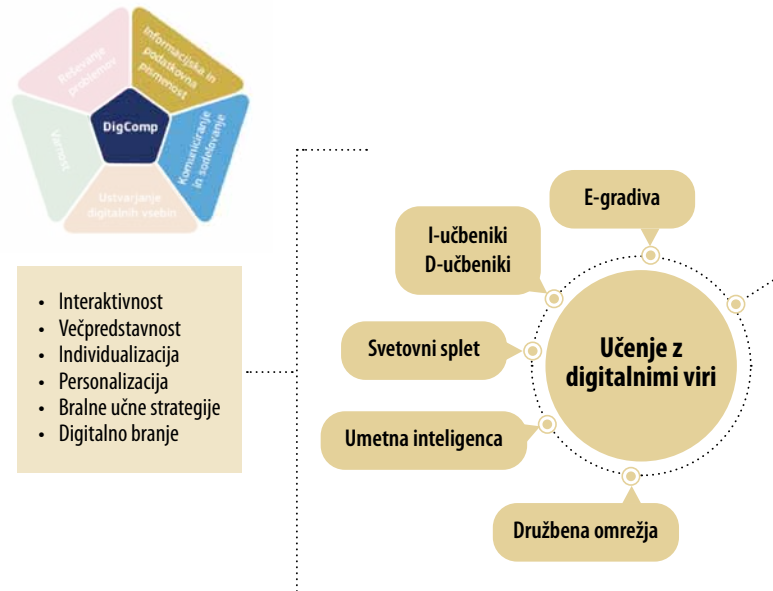 Reševanje
problemov
Informacijska in
podatkovna
pismenost
DigComp
Varnost
Komuniciranje
in sodelovanje
Ustvarjanje
digitalnih vsebin
E-gradiva
I-učbeniki
D-učbeniki
• Interaktivnost
• Večpredstavnost
• Individualizacija
• Personalizacija
• Bralne učne strategije
• Digitalno branje
Svetovni splet
Učenje z
digitalnimi viri
Umetna inteligenca
Družbena omrežja